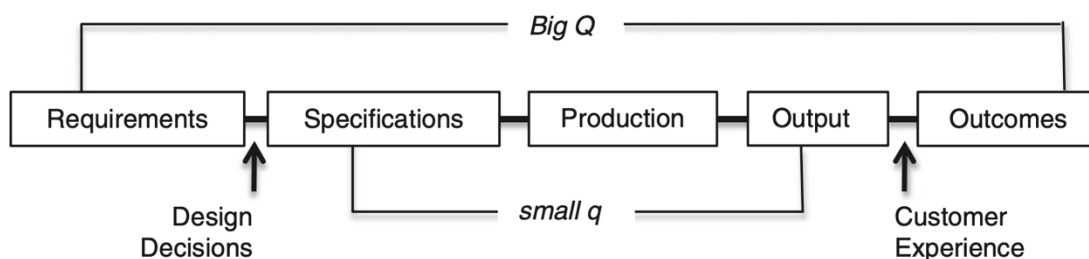 Big Q
Requirements
Specifications
Production
Output
Outcomes
small q
Design
Decisions
Customer
Experience